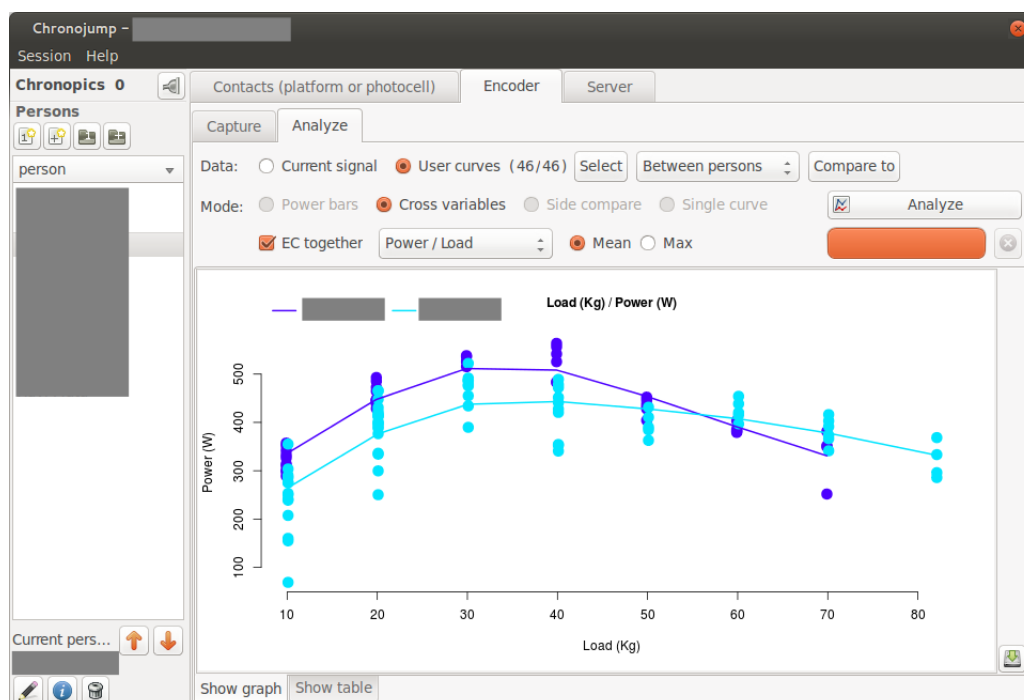 Chronojump –
Session Help
Chronopics 0
Persons
person
Current pers...
Contacts (platform or photocell) Encoder Server
Capture Analyze
Data: Current signal User curves (46/46) Select Between persons Compare to
Mode: Power bars Cross variables Side compare Single curve Analyze
EC together Power / Load Mean Max
Load (Kg) / Power (W)
Power (W)
500
400
300
200
100
10 20 30 40 50 60 70 80
Load (Kg)
Show graph Show table